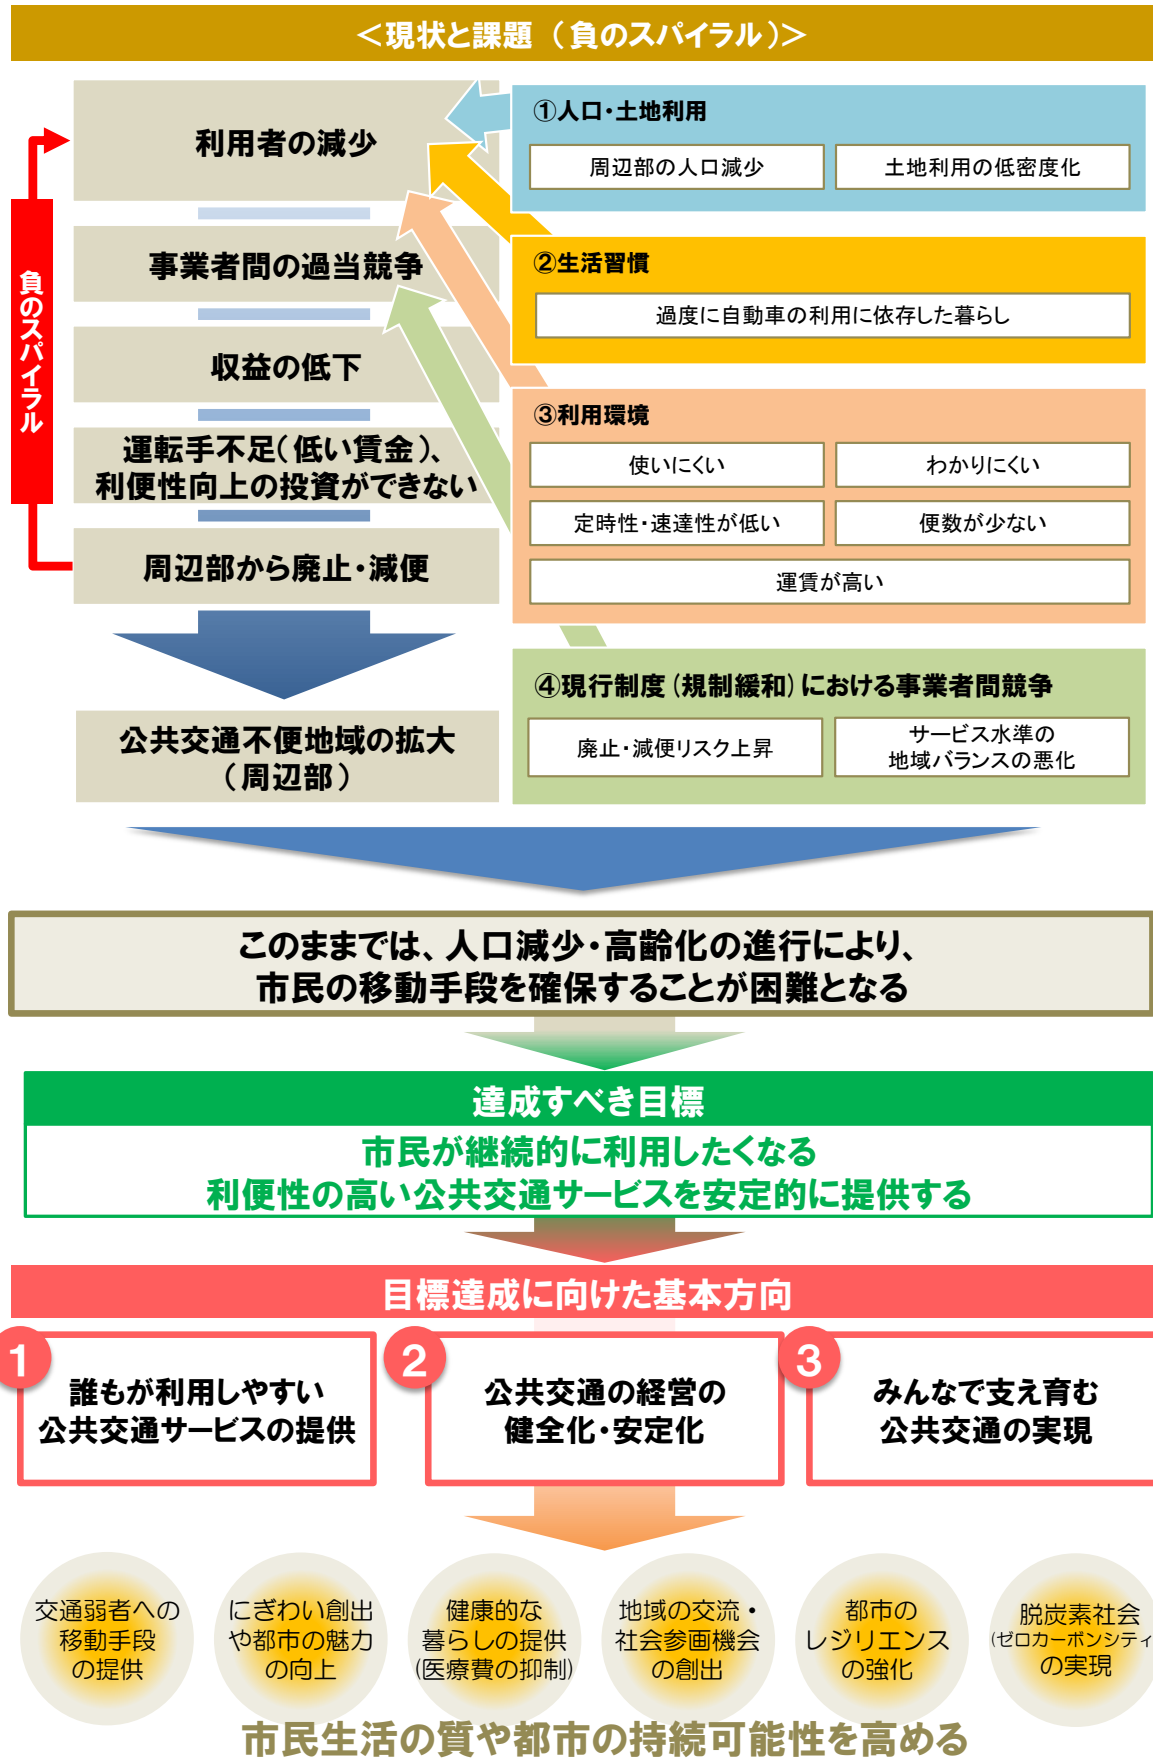 ＜現状と課題（負のスパイラル）＞
利用者の減少
事業者間の過当競争
収益の低下
運転手不足（低い賃金）、
利便性向上の投資ができない
周辺部から廃止・減便
負のスパイラル
公共交通不便地域の拡大
（周辺部）
①人口・土地利用
周辺部の人口減少
土地利用の低密度化
②生活習慣
過度に自動車の利用に依存した暮らし
③利用環境
使いにくい
わかりにくい
定時性・速達性が低い
便数が少ない
運賃が高い
④現行制度（規制緩和）における事業者間競争
廃止・減便リスク上昇
サービス水準の
地域バランスの悪化
このままでは、人口減少・高齢化の進行により、
市民の移動手段を確保することが困難となる
達成すべき目標
市民が継続的に利用したくなる
利便性の高い公共交通サービスを安定的に提供する
目標達成に向けた基本方向
1
誰もが利用しやすい
公共交通サービスの提供
2
公共交通の経営の
健全化・安定化
3
みんなで支え育む
公共交通の実現
交通弱者への
移動手段
の提供
にぎわい創出
や都市の魅力
の向上
健康的な
暮らしの提供
(医療費の抑制)
地域の交流・
社会参画機会
の創出
都市の
レジリエンス
の強化
脱炭素社会
(ゼロカーボンシティ
の実現
市民生活の質や都市の持続可能性を高める